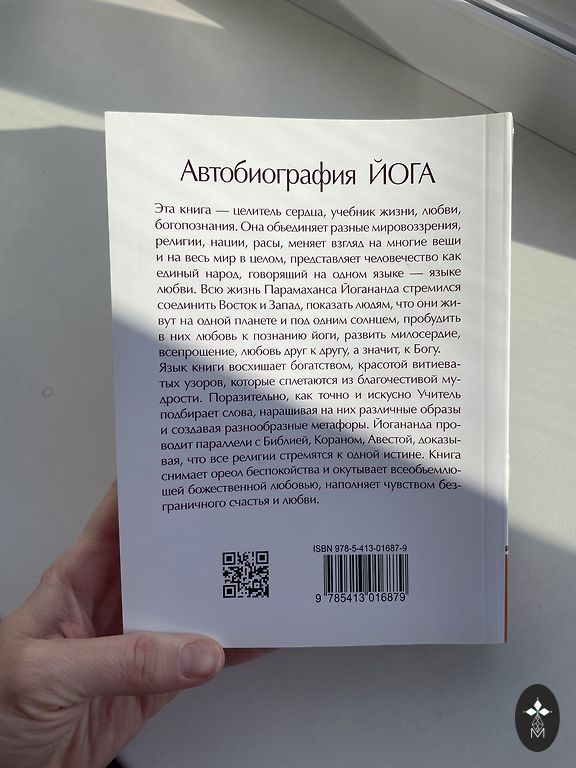 Автобиография ЙОГА
Эта книга — целитель сердца, учебник жизни, любви,
богопознания. Она объединяет разные мировоззрения,
религии, нации, расы, меняет взгляд на многие вещи
и на весь мир в целом, представляет человечество как
единый народ, говорящий на одном языке — языке
любви. Всю жизнь Парамаханса Йогананда стремился
соединить Восток и Запад, показать людям, что они жи-
вут на одной планете и под одним солнцем, пробудить
в них любовь к познанию йоги, развить милосердие,
всепрощение, любовь друг к другу, а значит, к Богу.
Язык книги восхищает богатством, красотой витиева-
тых узоров, которые сплетаются из благочестивой му-
дрости. Поразительно, как точно и искусно Учитель
подбирает слова, наращивая на них различные образы
и создавая разнообразные метафоры. Йогананда про-
водит параллели с Библией, Кораном, Авестой, доказы-
вая, что все религии стремятся к одной истине. Книга
снимает ореол беспокойства и окутывает всеобъемлю-
щей божественной любовью, наполняет чувством без-
граничного счастья и любви.
ISBN 978-5-413-01687-9
9 785413 016879
M